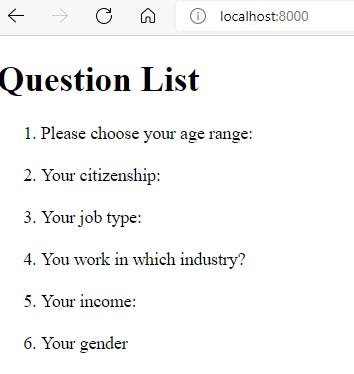 localhost:8000
Question List
1. Please choose your age range:
2. Your citizenship:
3. Your job type:
4. You work in which industry?
5. Your income:
6. Your gender